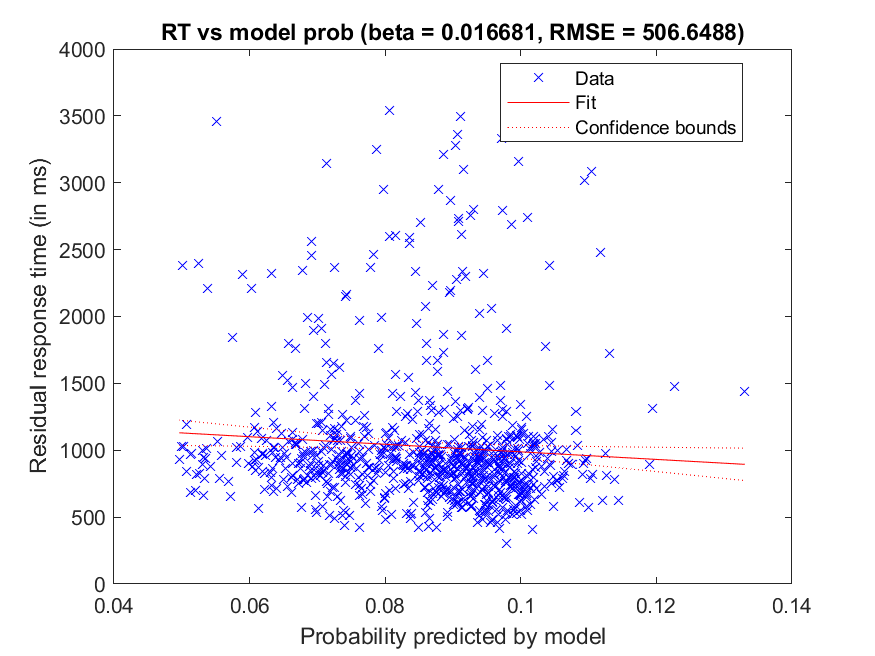 RT vs model prob (beta = 0.016681, RMSE = 506.6488)
4000
3500
3000
2500
2000
1500
1000
500
0
Residual response time (in ms)
Data
Fit
Confidence bounds
0.04 0.06 0.08 0.1 0.12 0.14
Probability predicted by model